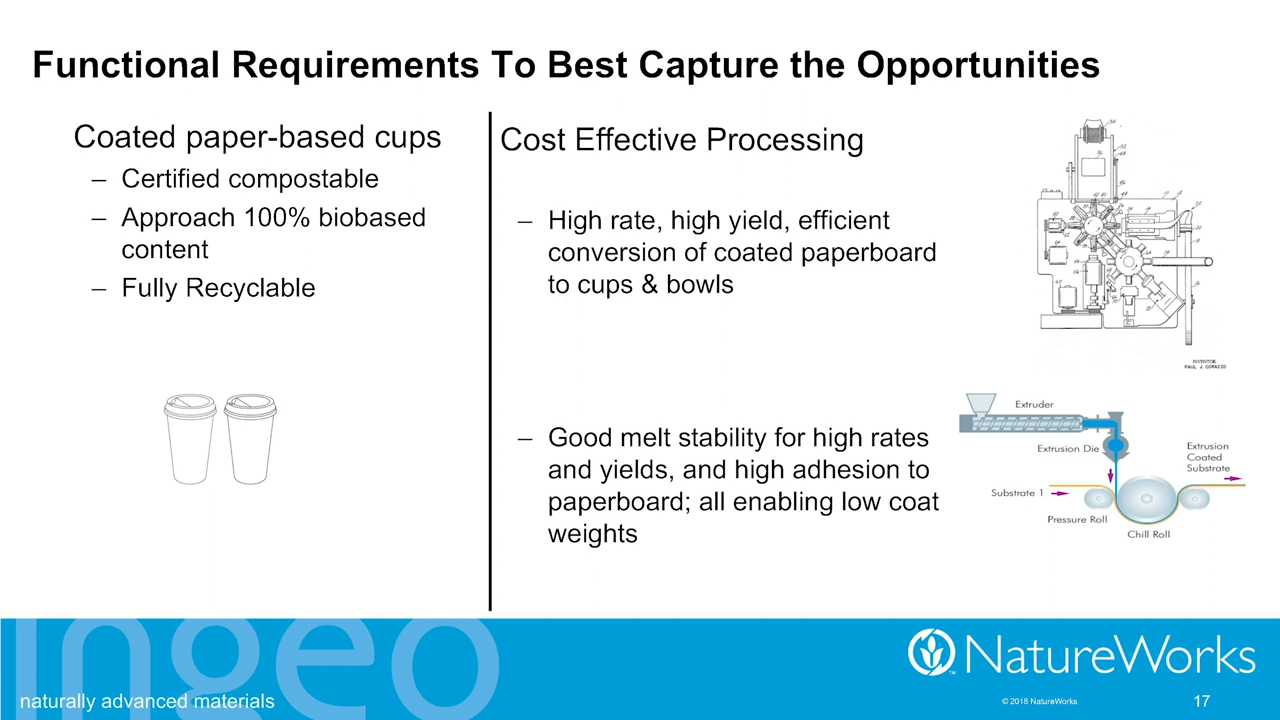 Functional Requirements To Best Capture the Opportunities
Coated paper-based cups
– Certified compostable
– Approach 100% biobased
content
– Fully Recyclable
Cost Effective Processing
– High rate, high yield, efficient
conversion of coated paperboard
to cups & bowls
– Good melt stability for high rates
and yields, and high adhesion to
paperboard; all enabling low coat
weights
INVENTOR.
PAUL J. CORAZZO
Extruder
Extrusion Die
Extrusion
Coated
Substrate
Substrate 1
Pressure Roll
Chill Roll
ingeo
naturally advanced materials
NatureWorks
TM
© 2018 NatureWorks
17